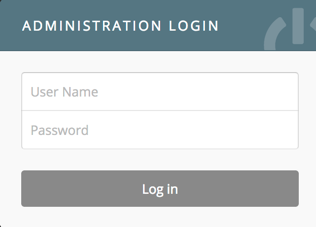 ADMINISTRATION LOGIN
User Name
Password
Log in